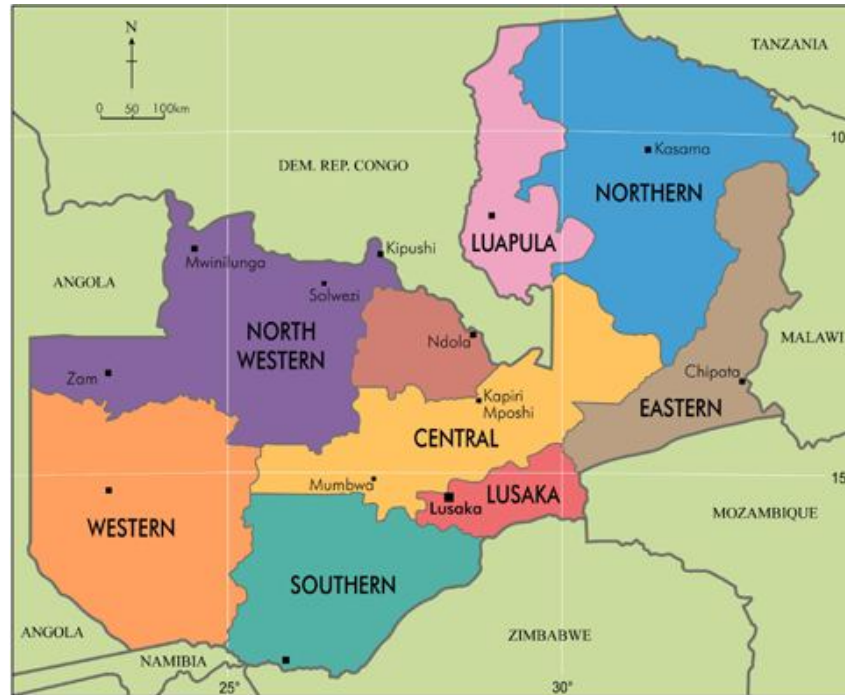 N
0 50 100km
TANZANIA
10
DEM. REP. CONGO
Kasama
NORTHERN
LUAPULA
Mwinilunga
Kipushi
ANGOLA
Solwezi
NORTH
WESTERN
Ndola
MALAWI
Zam
Chipata
Kapiri
Mposhi
EASTERN
CENTRAL
15
Mumbwa
LUSAKA
Lusaka
MOZAMBIQUE
WESTERN
SOUTHERN
ANGOLA
ZIMBABWE
NAMIBIA
25°
30°